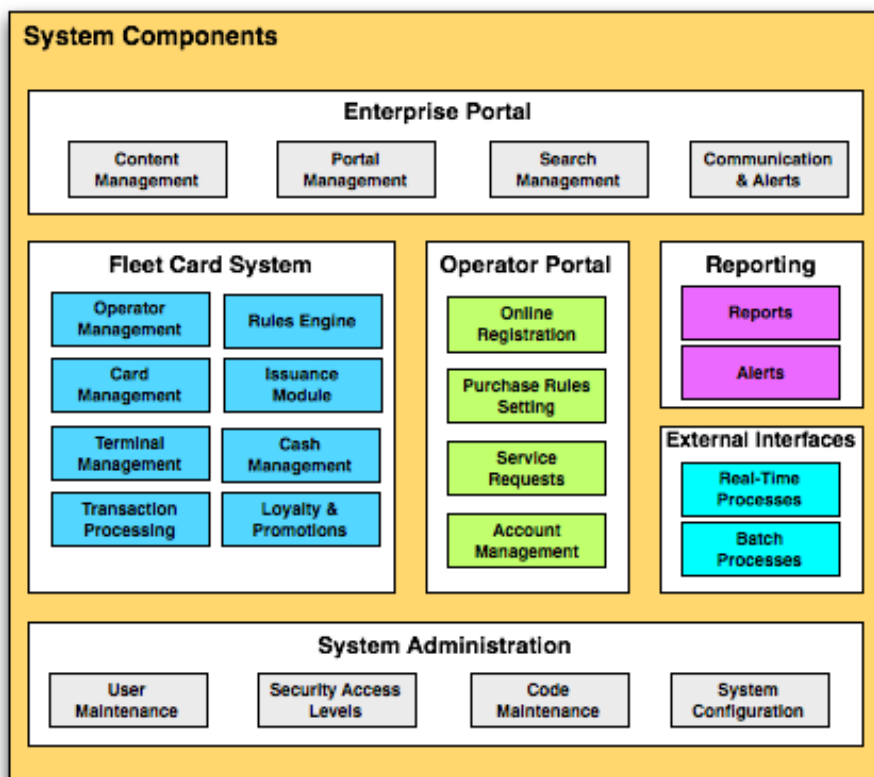 System Components
Enterprise Portal
Content
Management
Portal
Management
Search
Management
Communication
& Alerts
Fleet Card System
Operator
Management
Rules Engine
Card
Management
Issuance
Module
Terminal
Management
Cash
Management
Transaction
Processing
Loyalty &
Promotions
Operator Portal
Online
Registration
Purchase Rules
Setting
Service
Requests
Account
Management
Reporting
Reports
Alerts
External Interfaces
Real-Time
Processes
Batch
Processes
System Administration
User
Maintenance
Security Access
Levels
Code
Maintenance
System
Configuration